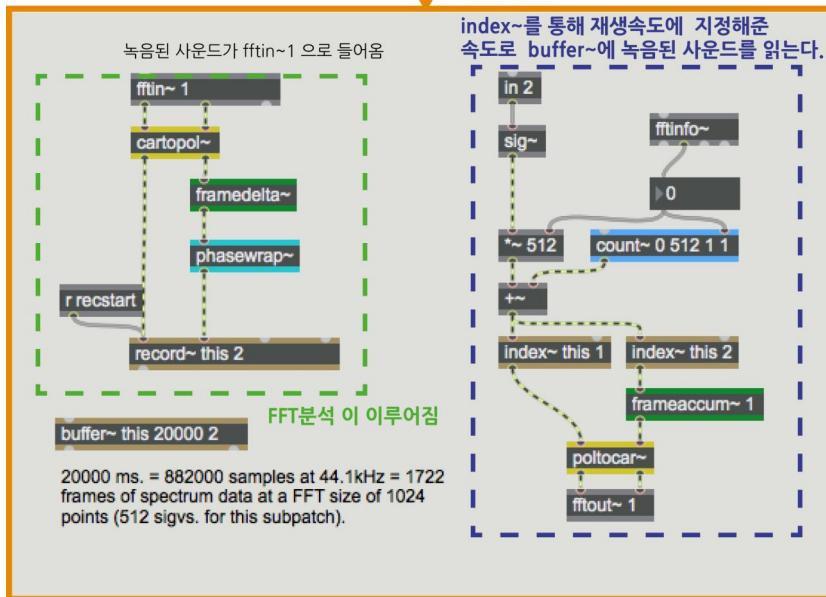 녹음된 사운드가 fftin~1 으로 들어옴
fftin~ 1
cartopol~
framedelta~
phasewrap~
r recstart
record~ this 2
FFT분석 이 이루어짐
buffer~ this 20000 2
20000 ms. = 882000 samples at 44.1kHz = 1722
frames of spectrum data at a FFT size of 1024
points (512 sigvs. for this subpatch).
index~를 통해 재생속도에 지정해준
속도로 buffer~에 녹음된 사운드를 읽는다.
in 2
fftinfo~
sig~
0
*~ 512
count~ 0 512 1 1
+~
index~ this 1
index~ this 2
frameaccum~ 1
poltocar~
fftout~ 1